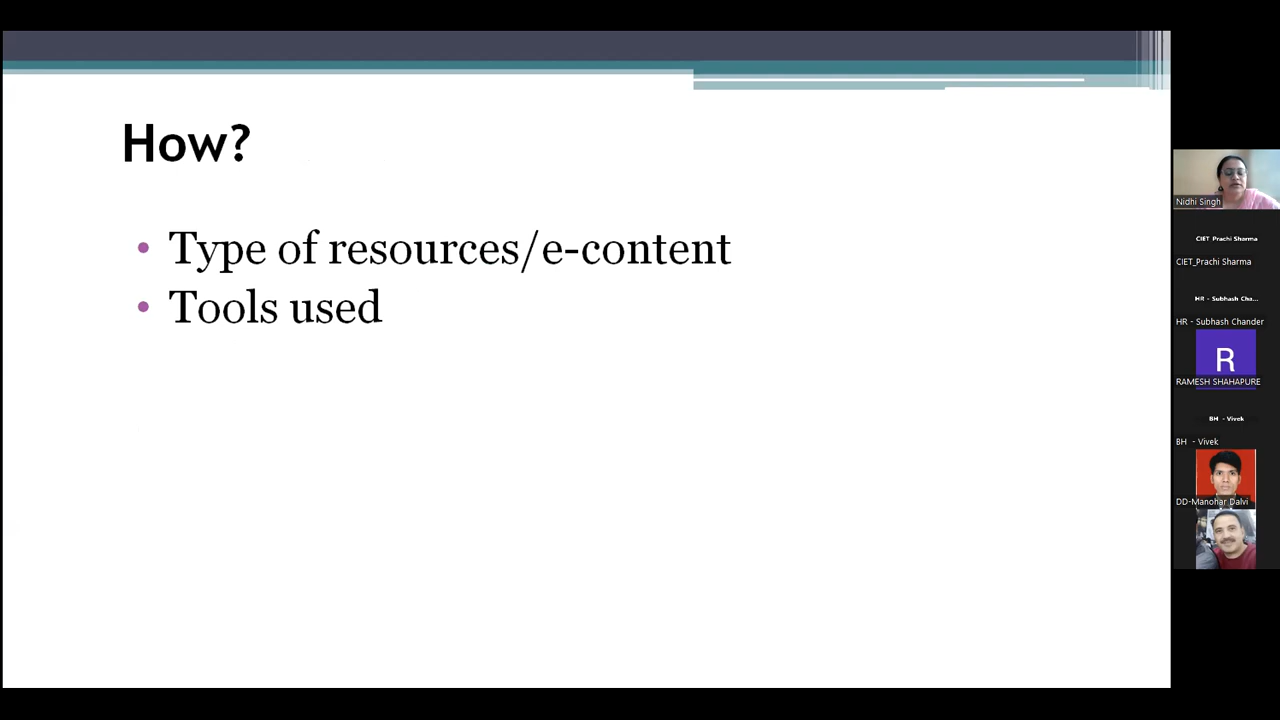 How?
• Type of resources/e-content
• Tools used
Nidhi Singh
CIET_Prachi Sharma
CIET_Prachi Sharma
HR - Subhash Cha...
HR - Subhash Chander
R
RAMESH SHAHAPURE
BH - Vivek
BH - Vivek
DD-Manohar Dalvi